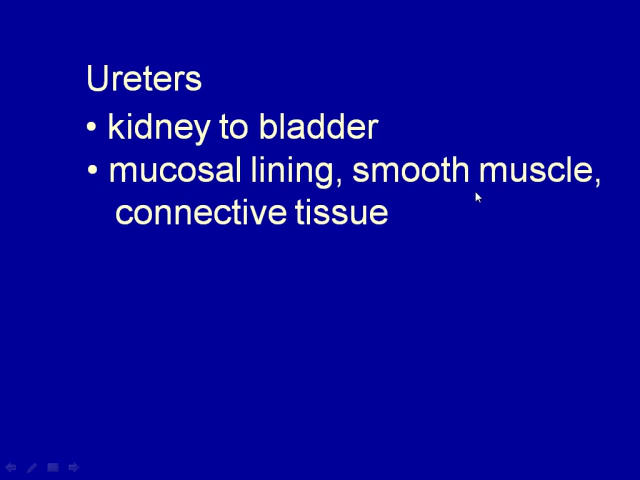 Ureters
• kidney to bladder
• mucosal lining, smooth muscle,
connective tissue